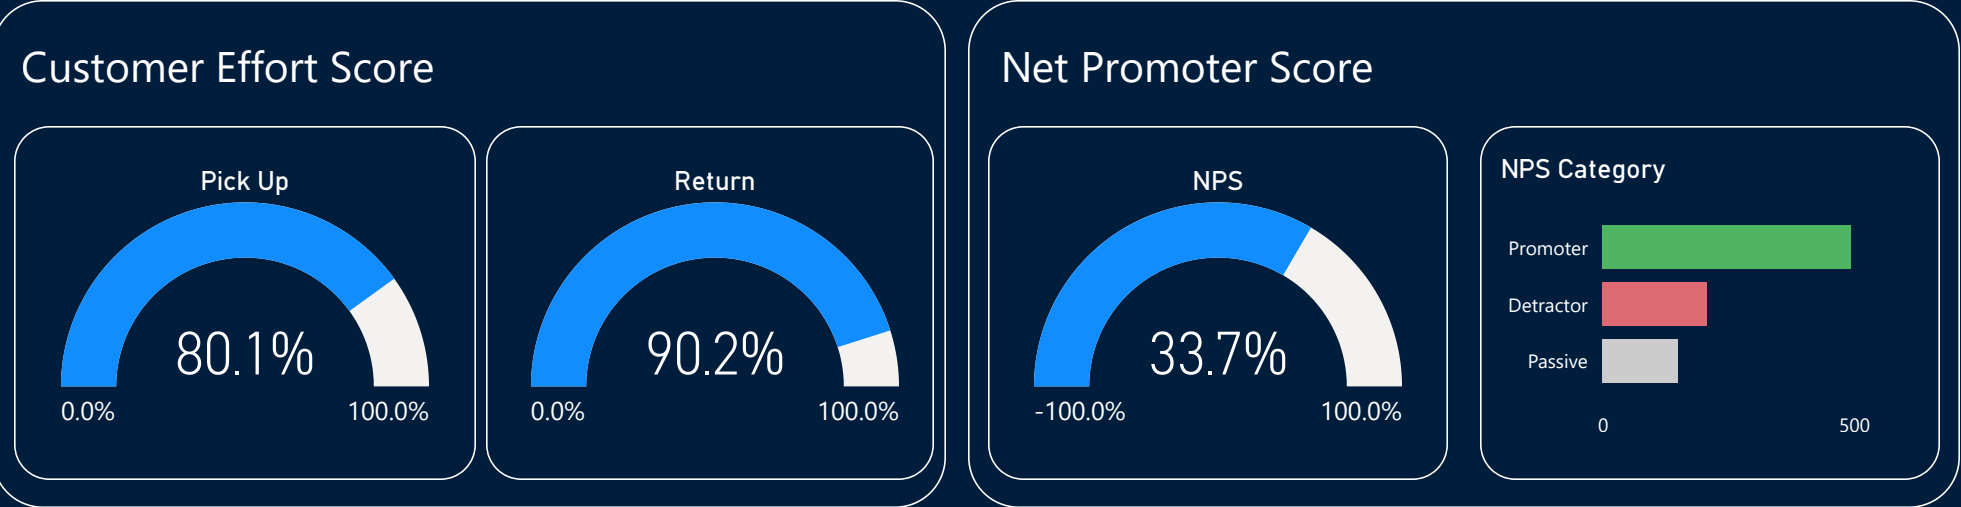 Customer Effort Score
Pick Up
80.1%
0.0% 100.0%
Return
90.2%
0.0% 100.0%
Net Promoter Score
NPS
33.7%
-100.0% 100.0%
NPS Category
Promoter
Detractor
Passive
0 500